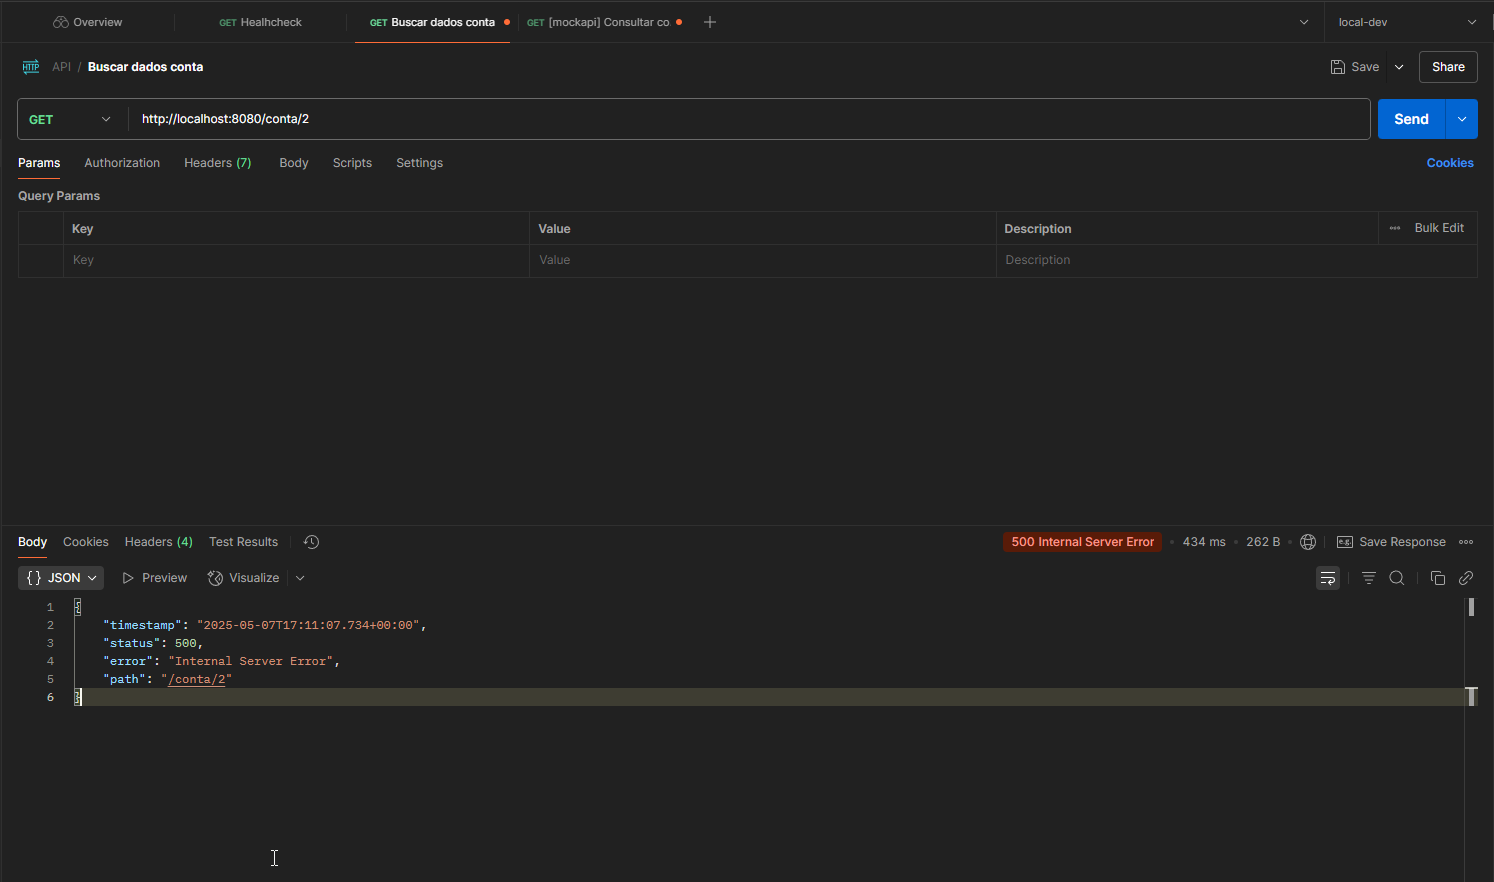 Overview
GET Healhcheck
GET Buscar dados conta
GET [mockapi] Consultar co
local-dev
HTTP API / Buscar dados conta
Save
Share
GET
http://localhost:8080/conta/2
Send
Params Authorization Headers (7) Body Scripts Settings
Cookies
Query Params
Key Value Description Bulk Edit
Key Value Description
Body Cookies Headers (4) Test Results
500 Internal Server Error 434 ms 262 B e.g. Save Response
{} JSON Preview Visualize
1 {
2 "timestamp": "2025-05-07T17:11:07.734+00:00",
3 "status": 500,
4 "error": "Internal Server Error",
5 "path": "/conta/2"
6 }